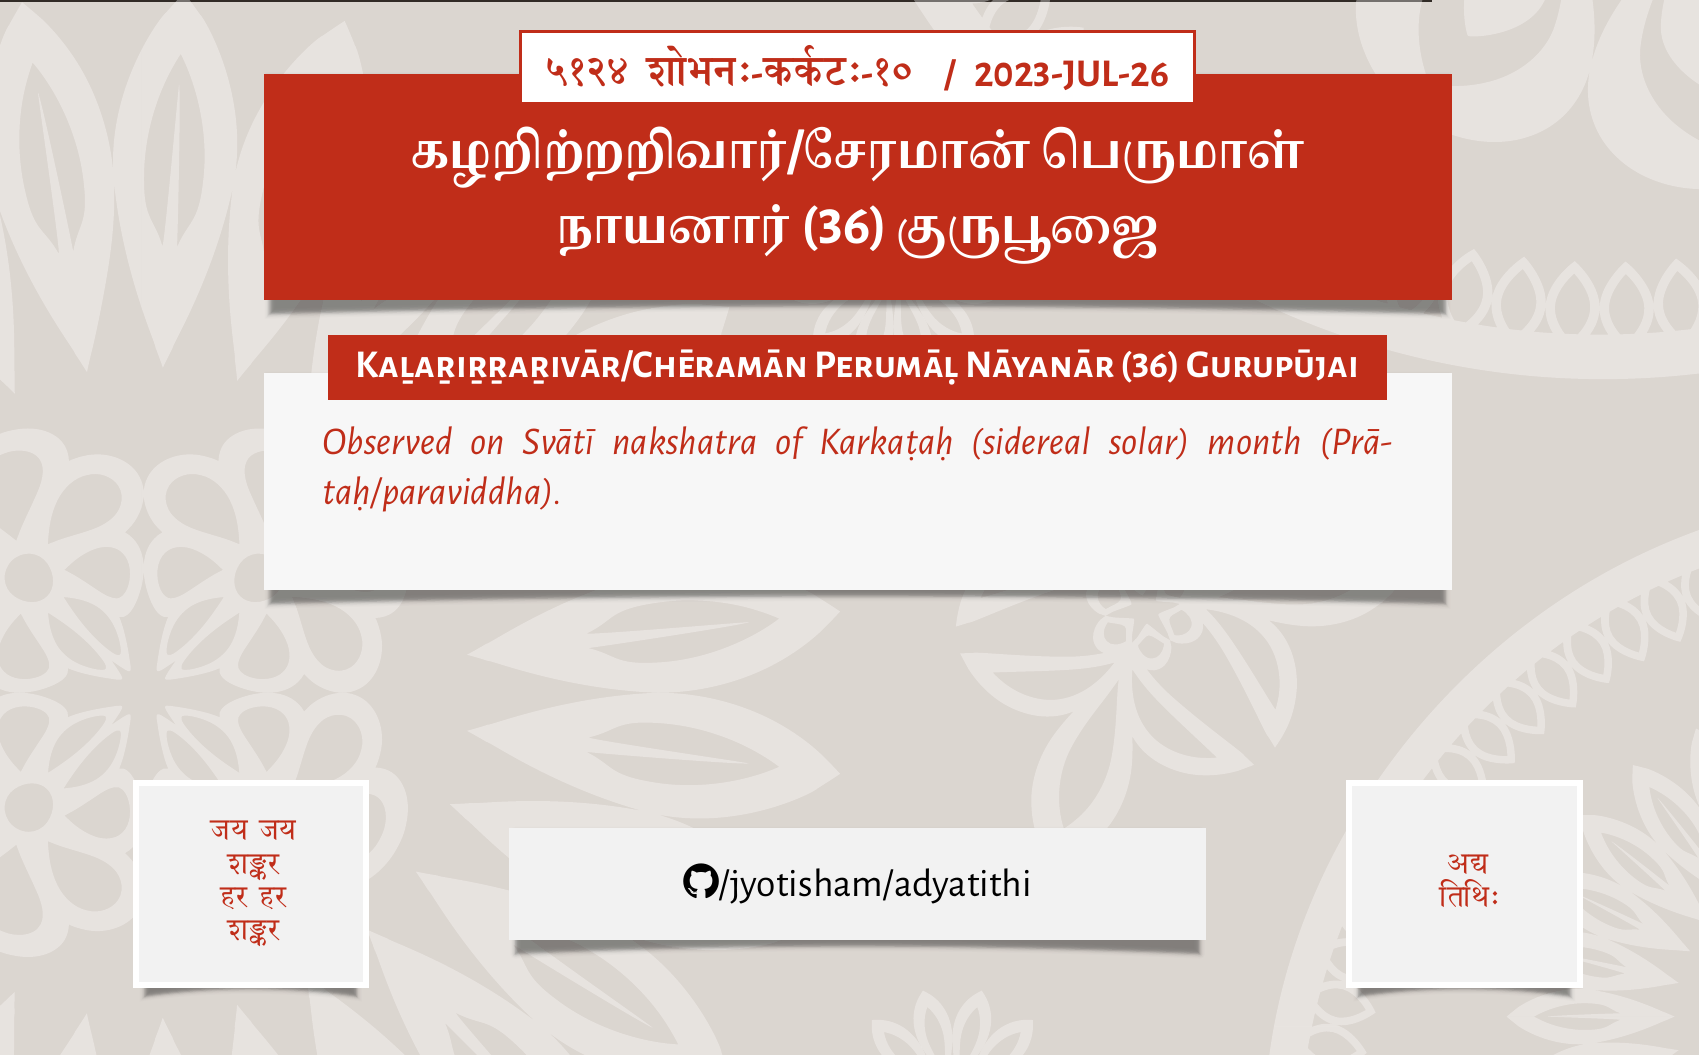 ५१२४ शोभनः-कर्कटः-१० / 2023-JUL-26
கழறிற்றறிவார்/சேரமான் பெருமாள்
நாயனார் (36) குருபூஜை
Kaḻaṟiṟṟaṟivār/Chēramān Perumāḷ Nāyanār (36) Gurupūjai
Observed on Svātī nakshatra of Karkaṭaḥ (sidereal solar) month (Prā-
taḥ/paraviddha).
जय जय
शङ्कर
हर हर
शङ्कर
/jyotisham/adyatithi
अद्य
तिथिः